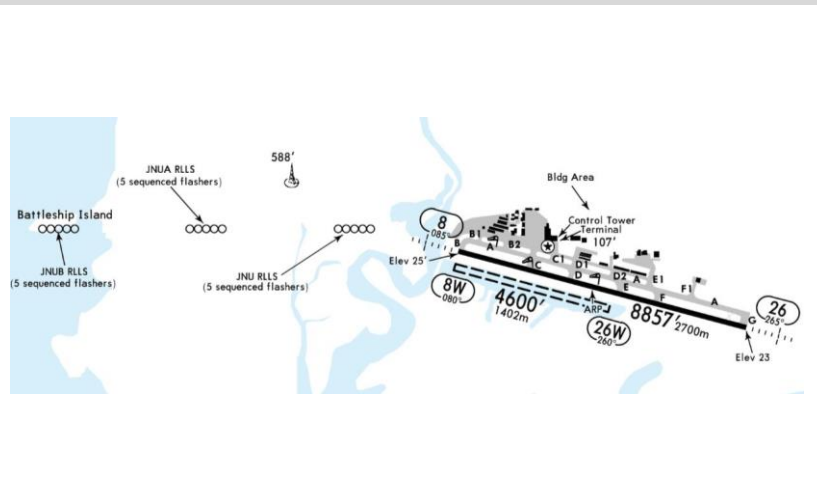 588'
JNUA RLLS
(5 sequenced flashers)
Battleship Island
JNUB RLLS
(5 sequenced flashers)
JNU RLLS
(5 sequenced flashers)
Bldg Area
Control Tower
Terminal
107'
8
085°
B
B1
A
B2
C
C1
D
D1
D2
A
E
E1
F
F1
A
G
Elev 25'
8W
080°
4600'
1402m
ARP
26W
260°
8857'
2700m
26
265°
Elev 23